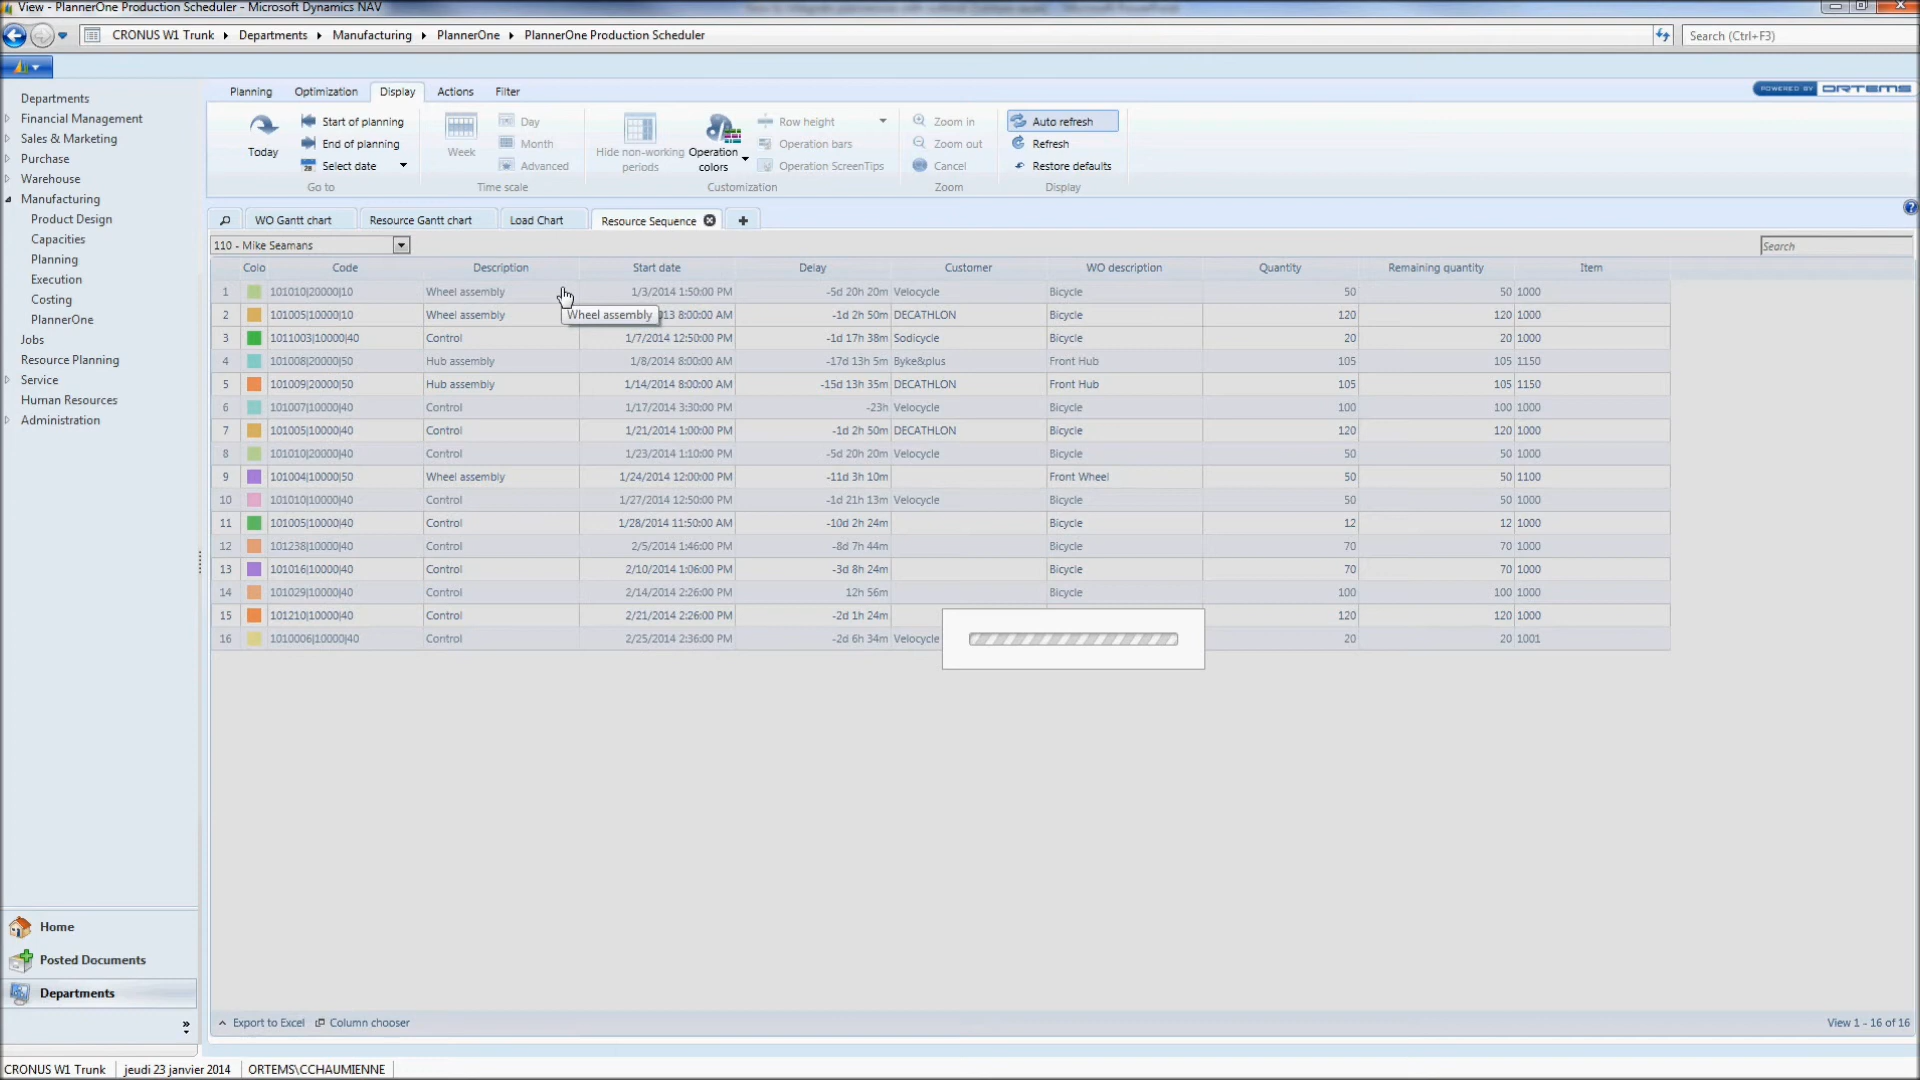 View - PlannerOne Production Scheduler - Microsoft Dynamics NAV
CRONUS W1 Trunk Departments Manufacturing PlannerOne PlannerOne Production Scheduler Search (Ctrl+F3)
Planning Optimization Display Actions Filter POWERED BY ORTEMS
Today Start of planning End of planning Select date Go to
Week Day Month Advanced Time scale
Hide non-working periods Operation colors Row height Operation bars Operation ScreenTips Customization
Zoom in Zoom out Cancel Zoom
Auto refresh Refresh Restore defaults Display
Departments
Financial Management
Sales & Marketing
Purchase
Warehouse
Manufacturing
Product Design
Capacities
Planning
Execution
Costing
PlannerOne
Jobs
Resource Planning
Service
Human Resources
Administration
WO Gantt chart Resource Gantt chart Load Chart Resource Sequence
110 - Mike Seamans Search
Colo Code Description Start date Delay Customer WO description Quantity Remaining quantity Item
1 101010|20000|10 Wheel assembly 1/3/2014 1:50:00 PM -5d 20h 20m Velocycle Bicycle 50 50 1000
2 101005|10000|10 Wheel assembly 013 8:00:00 AM -1d 2h 50m DECATHLON Bicycle 120 120 1000
Wheel assembly
3 1011003|10000|40 Control 1/7/2014 12:50:00 PM -1d 17h 38m Sodicycle Bicycle 20 20 1000
4 101008|20000|50 Hub assembly 1/8/2014 8:00:00 AM -17d 13h 5m Byke&plus Front Hub 105 105 1150
5 101009|20000|50 Hub assembly 1/14/2014 8:00:00 AM -15d 13h 35m DECATHLON Front Hub 105 105 1150
6 101007|10000|40 Control 1/17/2014 3:30:00 PM -23h Velocycle Bicycle 100 100 1000
7 101005|10000|40 Control 1/21/2014 1:00:00 PM -1d 2h 50m DECATHLON Bicycle 120 120 1000
8 101010|20000|40 Control 1/23/2014 1:10:00 PM -5d 20h 20m Velocycle Bicycle 50 50 1000
9 101004|10000|50 Wheel assembly 1/24/2014 12:00:00 PM -11d 3h 10m Front Wheel 50 50 1100
10 101010|10000|40 Control 1/27/2014 12:50:00 PM -1d 21h 13m Velocycle Bicycle 50 50 1000
11 101005|10000|40 Control 1/28/2014 11:50:00 AM -10d 2h 24m Bicycle 12 12 1000
12 101238|10000|40 Control 2/5/2014 1:46:00 PM -8d 7h 44m Bicycle 70 70 1000
13 101016|10000|40 Control 2/10/2014 1:06:00 PM -3d 8h 24m Bicycle 70 70 1000
14 101029|10000|40 Control 2/14/2014 2:26:00 PM 12h 56m Bicycle 100 100 1000
15 101210|10000|40 Control 2/21/2014 2:26:00 PM -2d 1h 24m 120 120 1000
16 1010006|10000|40 Control 2/25/2014 2:36:00 PM -2d 6h 34m Velocycle 20 20 1001
Home
Posted Documents
Departments
Export to Excel Column chooser View 1 - 16 of 16
CRONUS W1 Trunk jeudi 23 janvier 2014 ORTEMS\CCHAUMIENNE